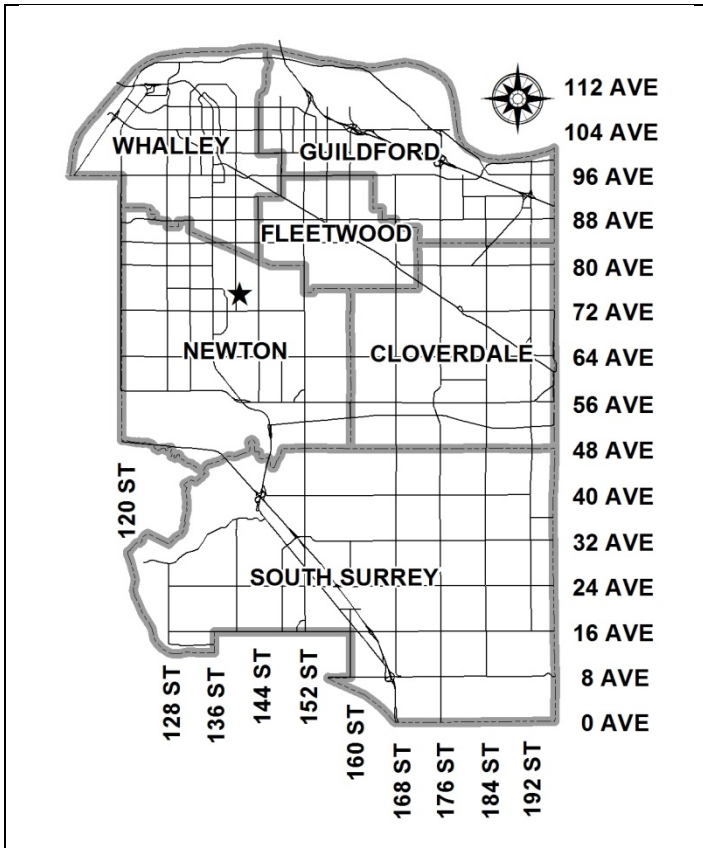 112 AVE
104 AVE
WHALLEY
GUILDFORD
96 AVE
88 AVE
FLEETWOOD
80 AVE
72 AVE
NEWTON
CLOVERDALE
64 AVE
56 AVE
48 AVE
120 ST
40 AVE
32 AVE
SOUTH SURREY
24 AVE
16 AVE
128 ST
136 ST
144 ST
152 ST
160 ST
8 AVE
0 AVE
168 ST
176 ST
184 ST
192 ST